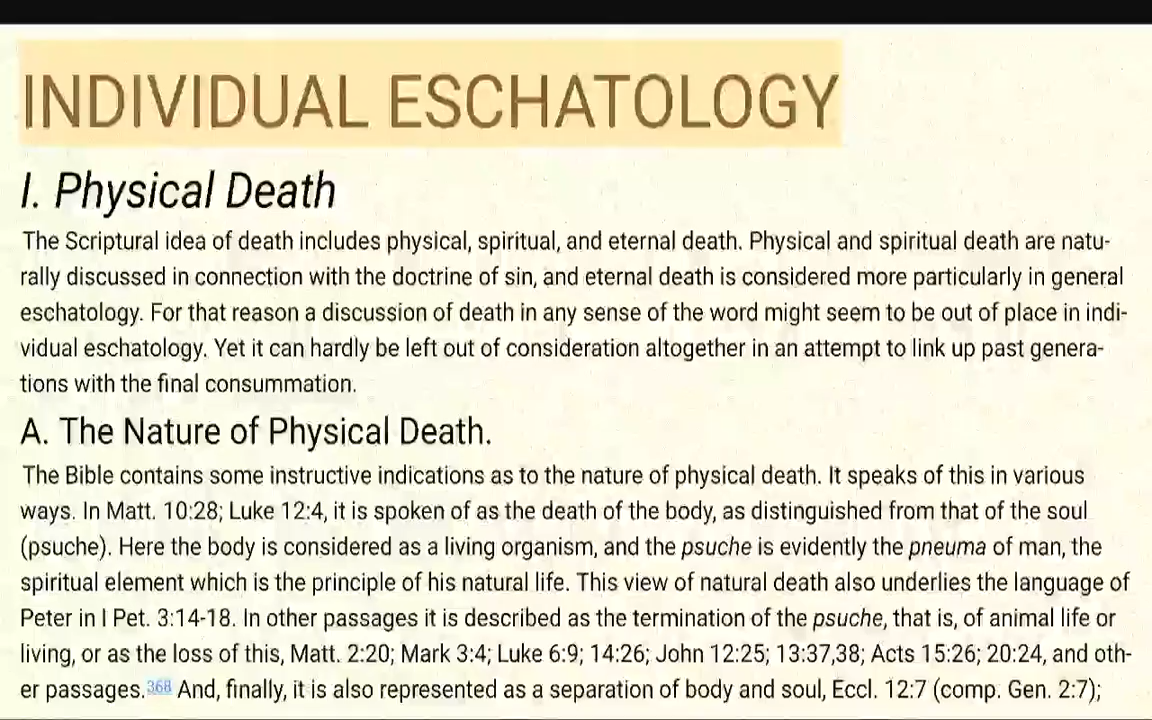 INDIVIDUAL ESCHATOLOGY
I. Physical Death
The Scriptural idea of death includes physical, spiritual, and eternal death. Physical and spiritual death are natu-
rally discussed in connection with the doctrine of sin, and eternal death is considered more particularly in general
eschatology. For that reason a discussion of death in any sense of the word might seem to be out of place in indi-
vidual eschatology. Yet it can hardly be left out of consideration altogether in an attempt to link up past genera-
tions with the final consummation.
A. The Nature of Physical Death.
The Bible contains some instructive indications as to the nature of physical death. It speaks of this in various
ways. In Matt. 10:28; Luke 12:4, it is spoken of as the death of the body, as distinguished from that of the soul
(psuche). Here the body is considered as a living organism, and the psuche is evidently the pneuma of man, the
spiritual element which is the principle of his natural life. This view of natural death also underlies the language of
Peter in I Pet. 3:14-18. In other passages it is described as the termination of the psuche, that is, of animal life or
living, or as the loss of this, Matt. 2:20; Mark 3:4; Luke 6:9; 14:26; John 12:25; 13:37,38; Acts 15:26; 20:24, and oth-
er passages.368 And, finally, it is also represented as a separation of body and soul, Eccl. 12:7 (comp. Gen. 2:7);